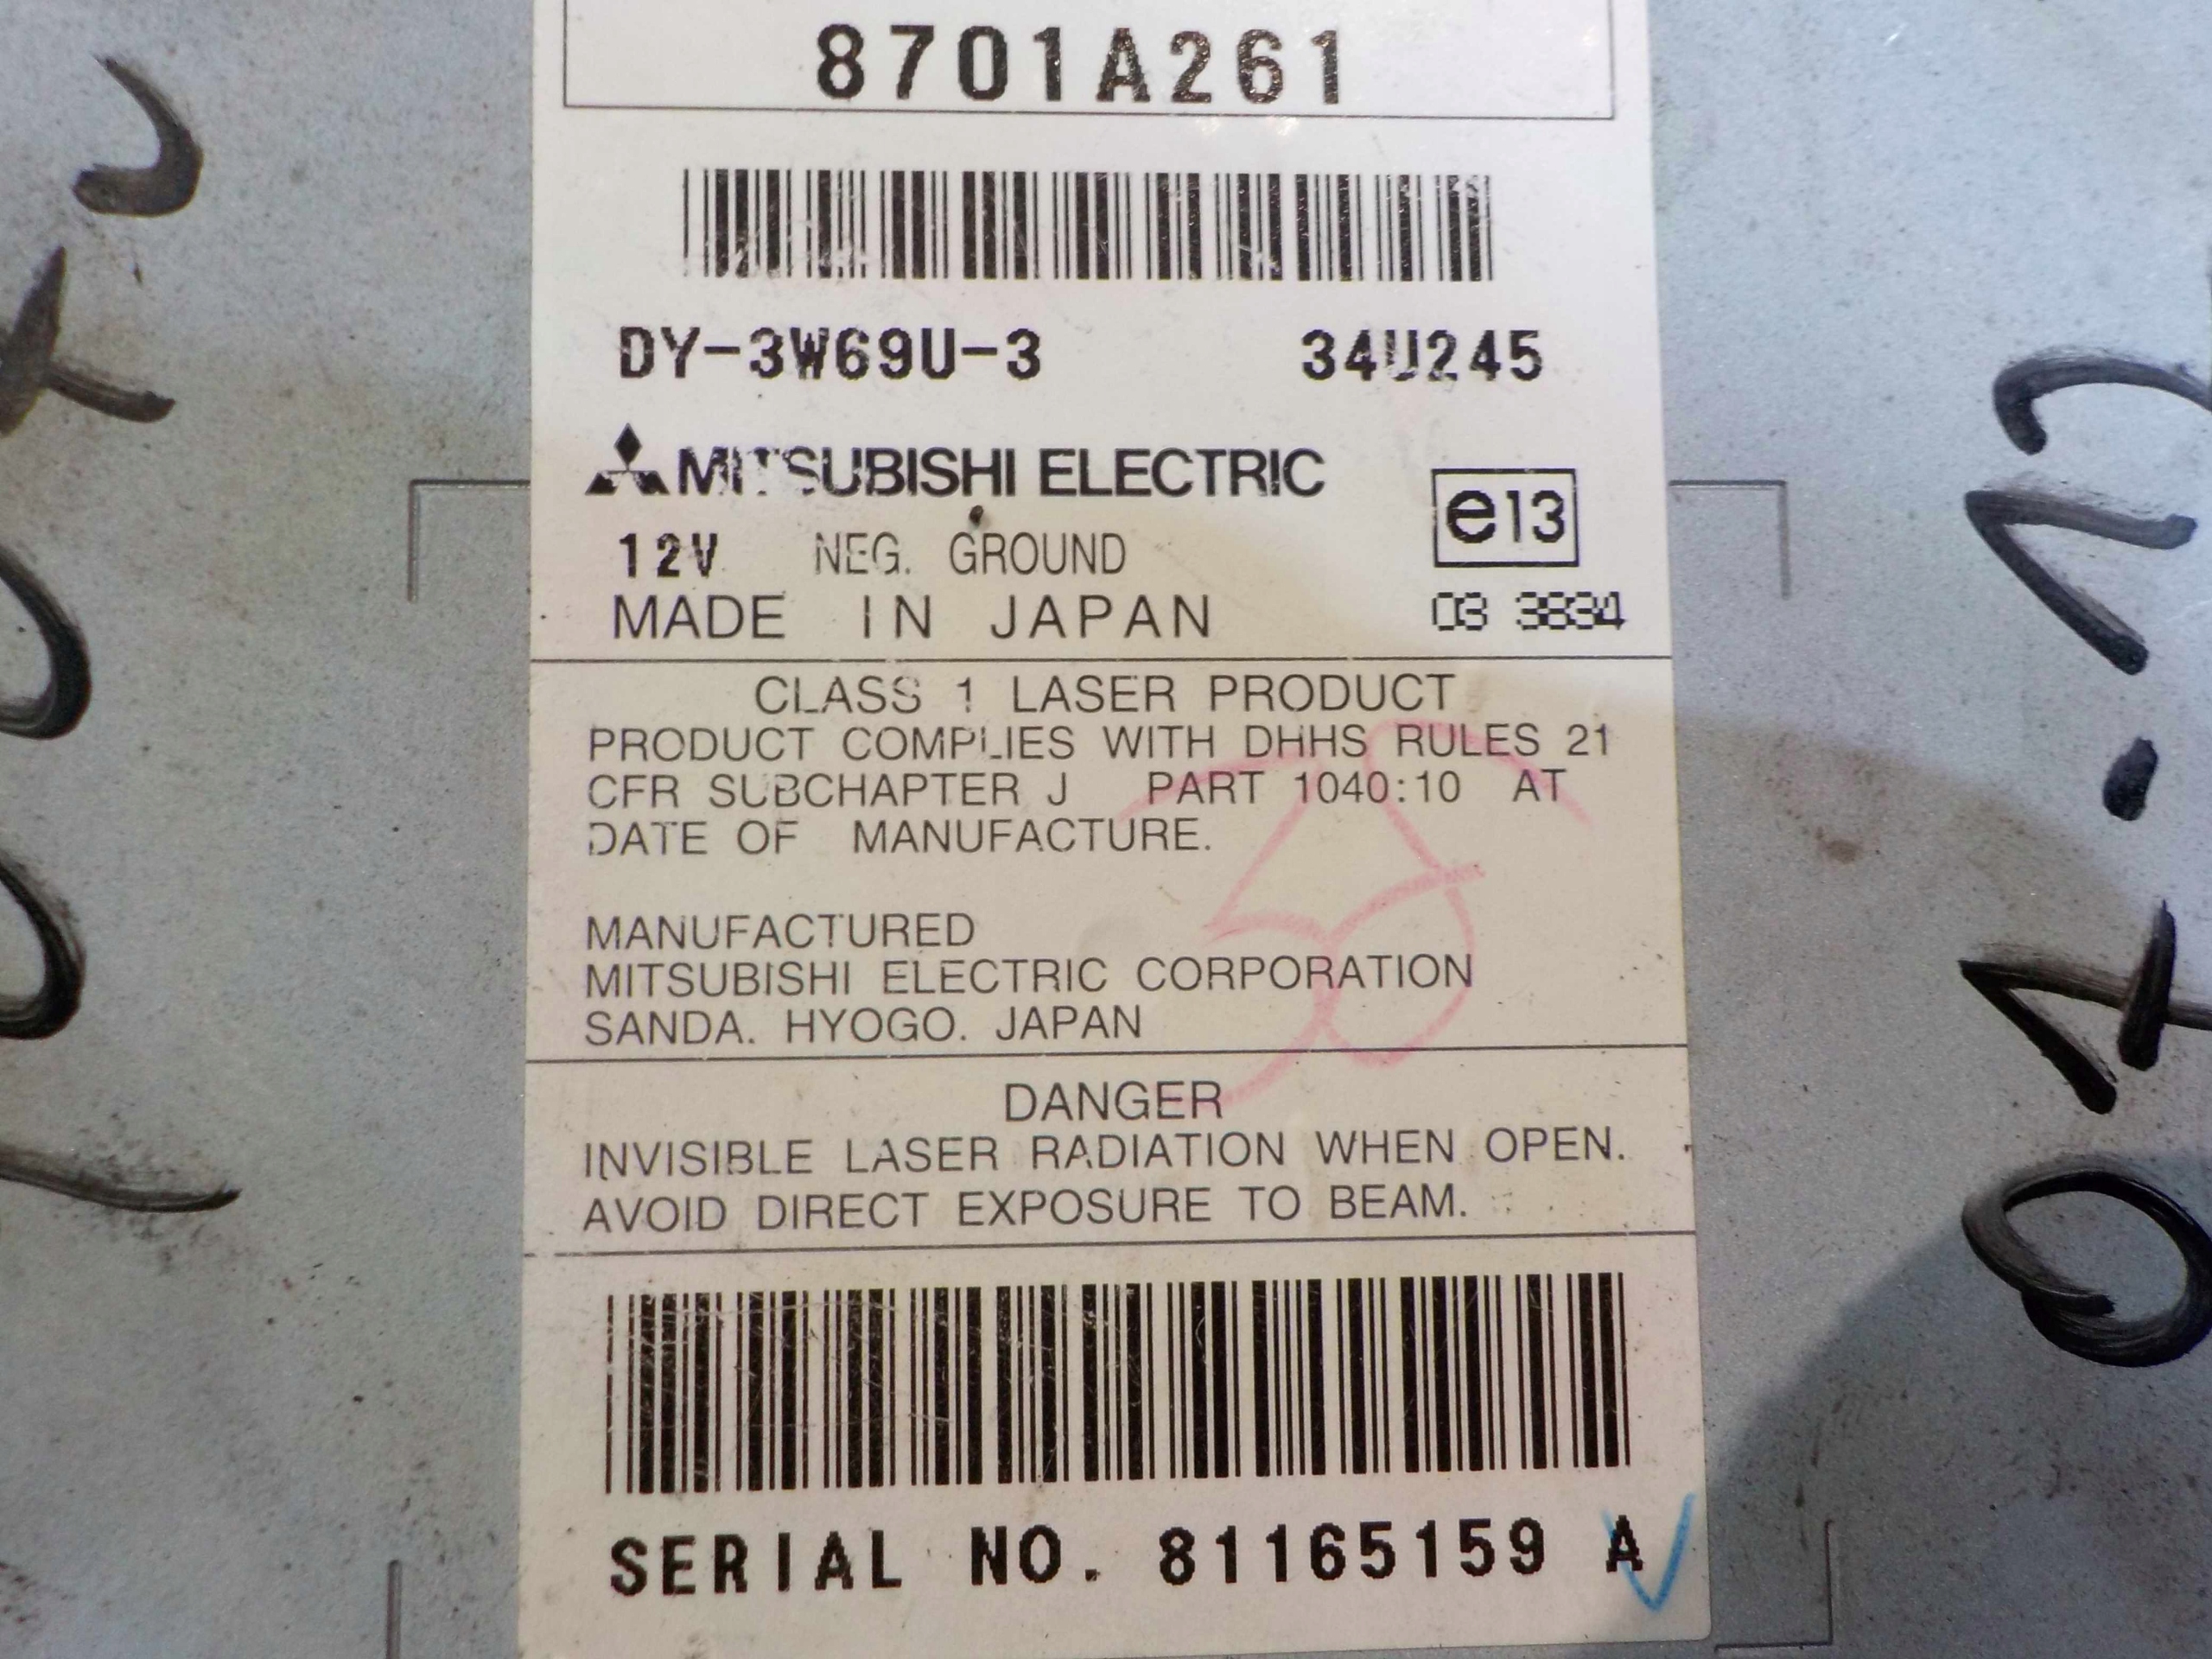 8701A261
DY-3W69U-3 34U245
MITSUBISHI ELECTRIC
e13
12V NEG. GROUND
MADE IN JAPAN
03 3834
CLASS 1 LASER PRODUCT
PRODUCT COMPLIES WITH DHHS RULES 21
CFR SUBCHAPTER J PART 1040:10 AT
DATE OF MANUFACTURE.
MANUFACTURED
MITSUBISHI ELECTRIC CORPORATION
SANDA. HYOGO. JAPAN
DANGER
INVISIBLE LASER RADIATION WHEN OPEN.
AVOID DIRECT EXPOSURE TO BEAM.
SERIAL NO. 81165159 A